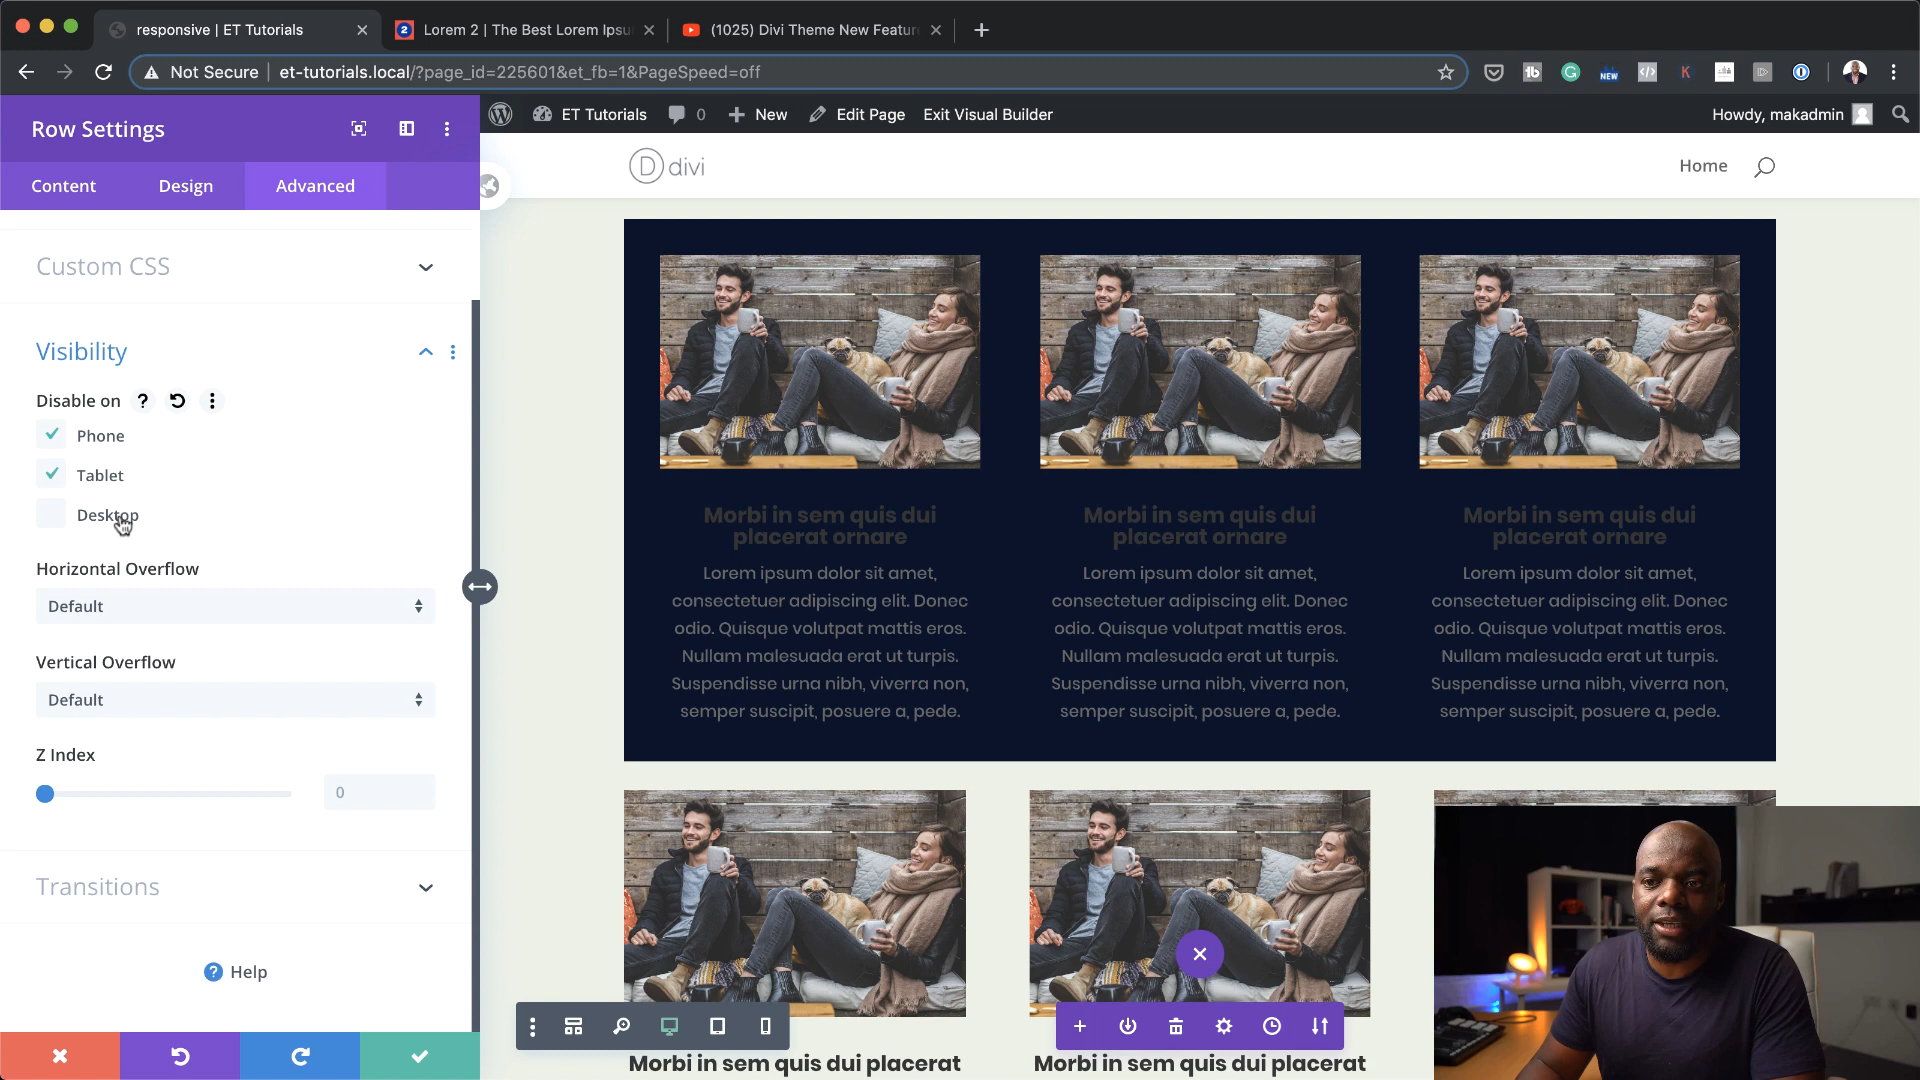 responsive | ET Tutorials
Lorem 2 | The Best Lorem Ipsu
(1025) Divi Theme New Featur
Not Secure
et-tutorials.local/?page_id=225601&et_fb=1&PageSpeed=off
Row Settings
ET Tutorials
0
New
Edit Page
Exit Visual Builder
Howdy, makadmin
Content
Design
Advanced
divi
Home
Custom CSS
Visibility
Disable on
Phone
Tablet
Desktop
Horizontal Overflow
Default
Vertical Overflow
Default
Z Index
0
Transitions
Help
Morbi in sem quis dui
placerat ornare
Lorem ipsum dolor sit amet,
consectetuer adipiscing elit. Donec
odio. Quisque volutpat mattis eros.
Nullam malesuada erat ut turpis.
Suspendisse urna nibh, viverra non,
semper suscipit, posuere a, pede.
Morbi in sem quis dui
placerat ornare
Lorem ipsum dolor sit amet,
consectetuer adipiscing elit. Donec
odio. Quisque volutpat mattis eros.
Nullam malesuada erat ut turpis.
Suspendisse urna nibh, viverra non,
semper suscipit, posuere a, pede.
Morbi in sem quis dui
placerat ornare
Lorem ipsum dolor sit amet,
consectetuer adipiscing elit. Donec
odio. Quisque volutpat mattis eros.
Nullam malesuada erat ut turpis.
Suspendisse urna nibh, viverra non,
semper suscipit, posuere a, pede.
Morbi in sem quis dui placerat
Morbi in sem quis dui placerat